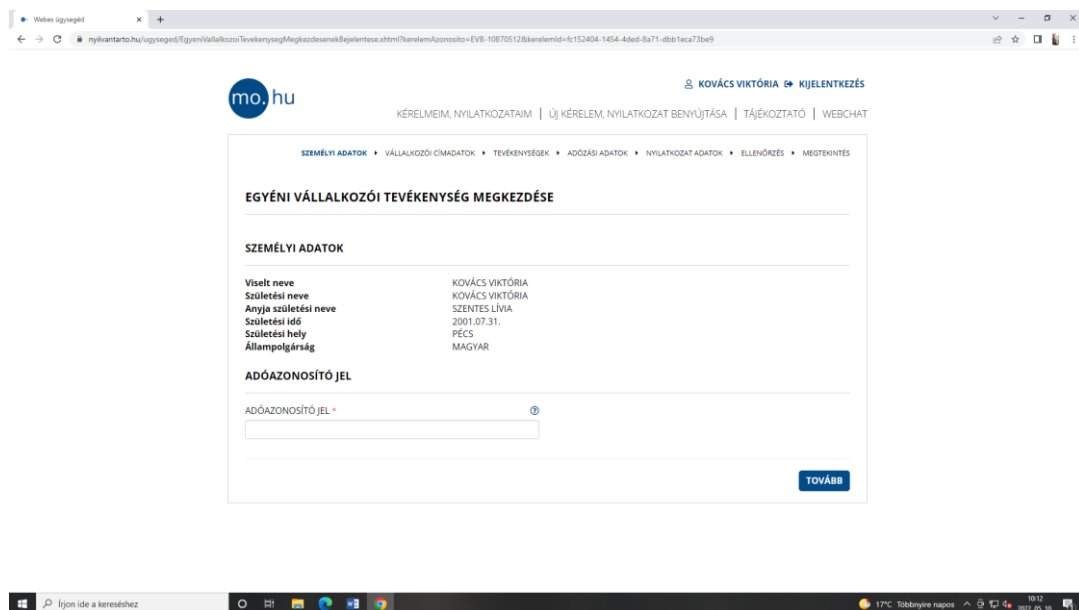 Webes ügysegéd
nyilvantarto.hu/ugyseged/EgyeniVallalkozoiTevekenysegMegkezdesenekBejelentese.xhtml?kerelemAzonosito=EVB-10870512&kerelemId=fc152404-1454-4ded-8a71-dbb1eca73be9
mo.hu
KOVÁCS VIKTÓRIA KIJELENTKEZÉS
KÉRELMEIM, NYILATKOZATAIM | ÚJ KÉRELEM, NYILATKOZAT BENYÚJTÁSA | TÁJÉKOZTATÓ | WEBCHAT
SZEMÉLYI ADATOK VÁLLALKOZÓI CÍMADATOK TEVÉKENYSÉGEK ADÓZÁSI ADATOK NYILATKOZAT ADATOK ELLENŐRZÉS MEGTEKINTÉS
EGYÉNI VÁLLALKOZÓI TEVÉKENYSÉG MEGKEZDÉSE
SZEMÉLYI ADATOK
Viselt neve KOVÁCS VIKTÓRIA
Születési neve KOVÁCS VIKTÓRIA
Anyja születési neve SZENTES LÍVIA
Születési idő 2001.07.31.
Születési hely PÉCS
Állampolgárság MAGYAR
ADÓAZONOSÍTÓ JEL
ADÓAZONOSÍTÓ JEL * ?
TOVÁBB
Írjon ide a kereséshez
17°C Többnyire napos
10:12
2022. 05. 18.